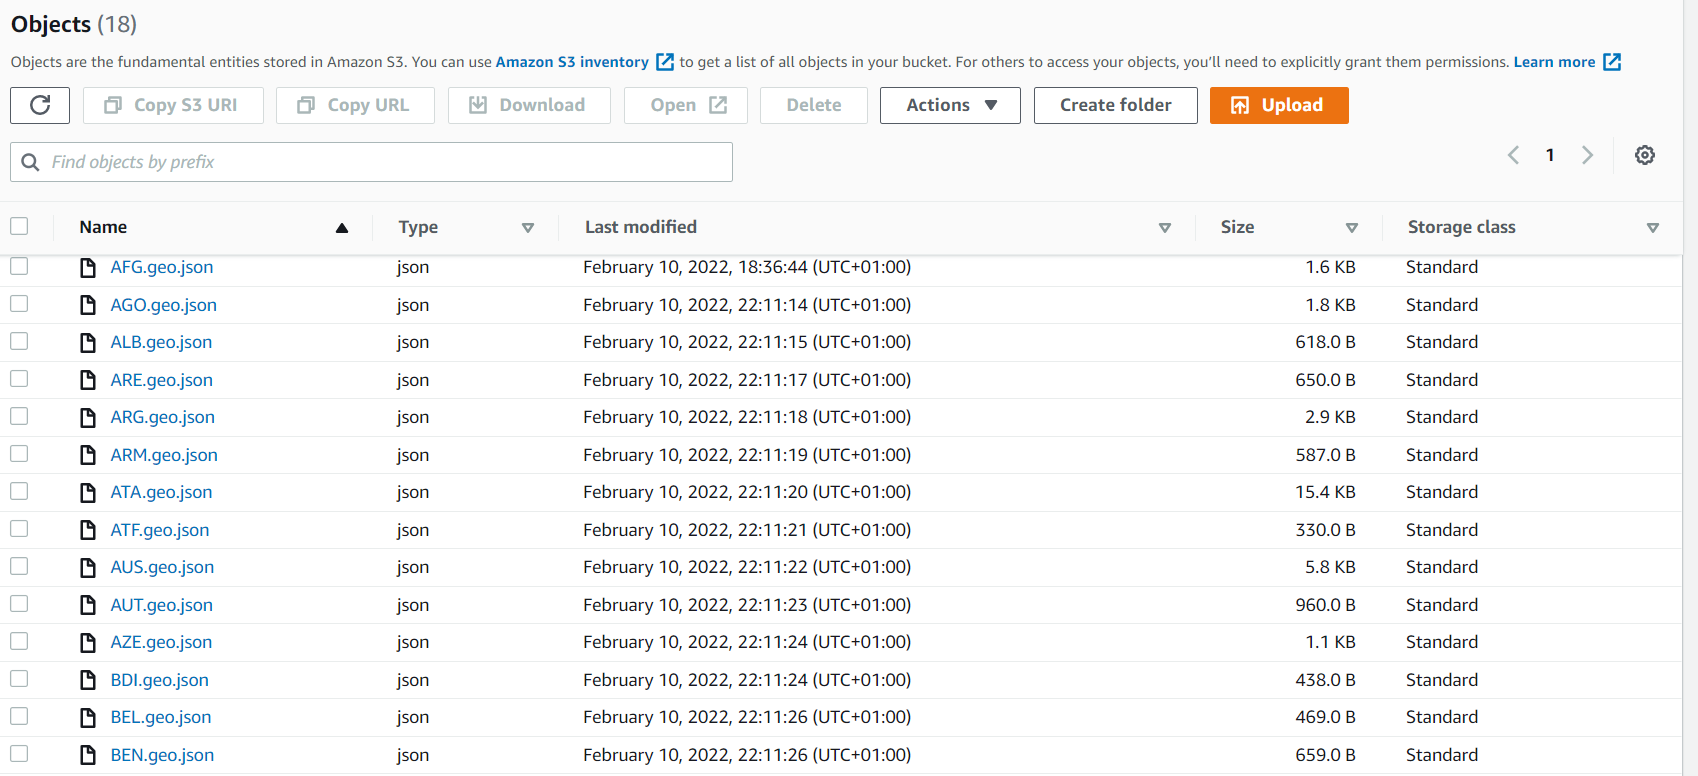 Objects (18)
Objects are the fundamental entities stored in Amazon S3. You can use Amazon S3 inventory to get a list of all objects in your bucket. For others to access your objects, you'll need to explicitly grant them permissions. Learn more
Copy S3 URI Copy URL Download Open Delete Actions Create folder Upload
Find objects by prefix 1
Name Type Last modified Size Storage class
AFG.geo.json json February 10, 2022, 18:36:44 (UTC+01:00) 1.6 KB Standard
AGO.geo.json json February 10, 2022, 22:11:14 (UTC+01:00) 1.8 KB Standard
ALB.geo.json json February 10, 2022, 22:11:15 (UTC+01:00) 618.0 B Standard
ARE.geo.json json February 10, 2022, 22:11:17 (UTC+01:00) 650.0 B Standard
ARG.geo.json json February 10, 2022, 22:11:18 (UTC+01:00) 2.9 KB Standard
ARM.geo.json json February 10, 2022, 22:11:19 (UTC+01:00) 587.0 B Standard
ATA.geo.json json February 10, 2022, 22:11:20 (UTC+01:00) 15.4 KB Standard
ATF.geo.json json February 10, 2022, 22:11:21 (UTC+01:00) 330.0 B Standard
AUS.geo.json json February 10, 2022, 22:11:22 (UTC+01:00) 5.8 KB Standard
AUT.geo.json json February 10, 2022, 22:11:23 (UTC+01:00) 960.0 B Standard
AZE.geo.json json February 10, 2022, 22:11:24 (UTC+01:00) 1.1 KB Standard
BDI.geo.json json February 10, 2022, 22:11:24 (UTC+01:00) 438.0 B Standard
BEL.geo.json json February 10, 2022, 22:11:26 (UTC+01:00) 469.0 B Standard
BEN.geo.json json February 10, 2022, 22:11:26 (UTC+01:00) 659.0 B Standard